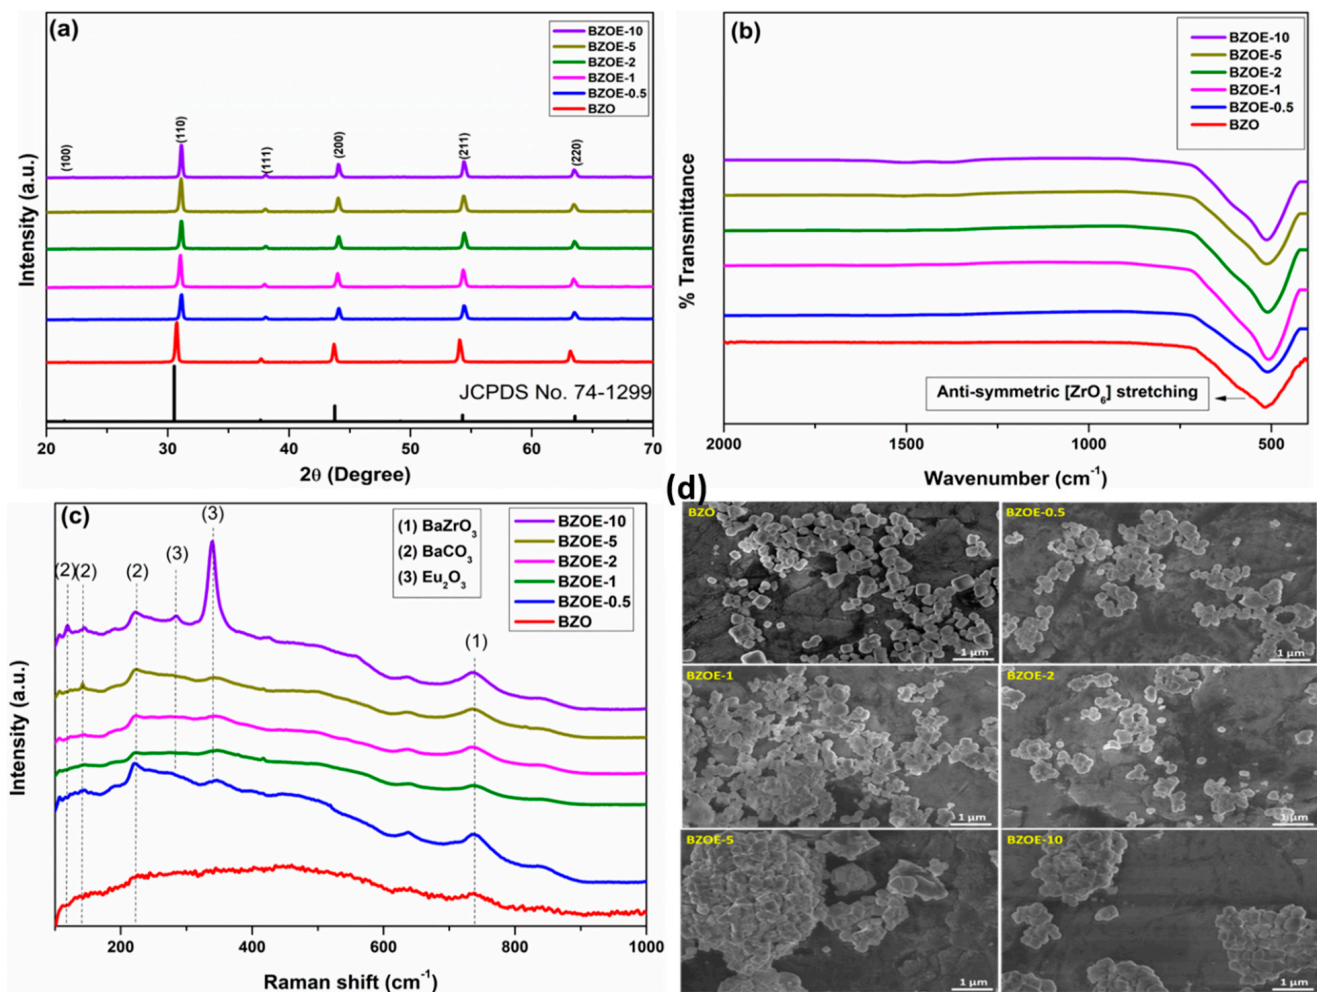 (a)
BZOE-10
BZOE-5
BZOE-2
BZOE-1
BZOE-0.5
BZO
(100)
(110)
(111)
(200)
(211)
(220)
JCPDS No. 74-1299
Intensity (a.u.)
20 30 40 50 60 70
2θ (Degree)
(b)
BZOE-10
BZOE-5
BZOE-2
BZOE-1
BZOE-0.5
BZO
% Transmittance
Anti-symmetric [ZrO₆] stretching
2000 1500 1000 500
Wavenumber (cm⁻¹)
(c)
(3)
(1) BaZrO₃
(2) BaCO₃
(3) Eu₂O₃
BZOE-10
BZOE-5
BZOE-2
BZOE-1
BZOE-0.5
BZO
(2) (2) (2) (3)
(1)
Intensity (a.u.)
200 400 600 800 1000
Raman shift (cm⁻¹)
(d)
BZO
1 µm
BZOE-0.5
1 µm
BZOE-1
1 µm
BZOE-2
1 µm
BZOE-5
1 µm
BZOE-10
1 µm